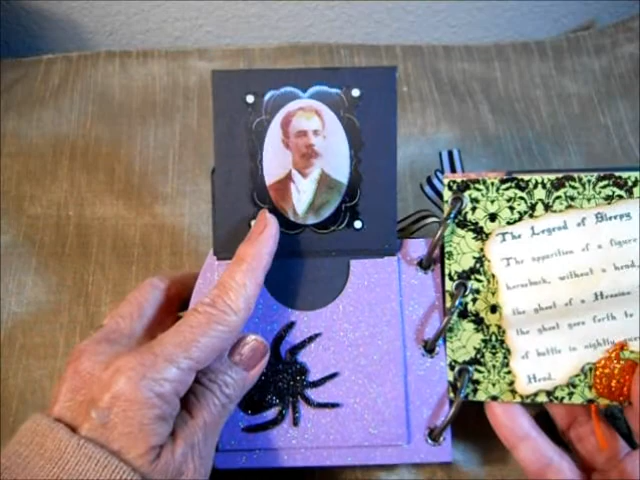 The Legend of Sleepy
The apparition of a figure
horseback, without a head,
the ghost of a Hessian
the ghost goes forth to
of battle in nightly
Head.